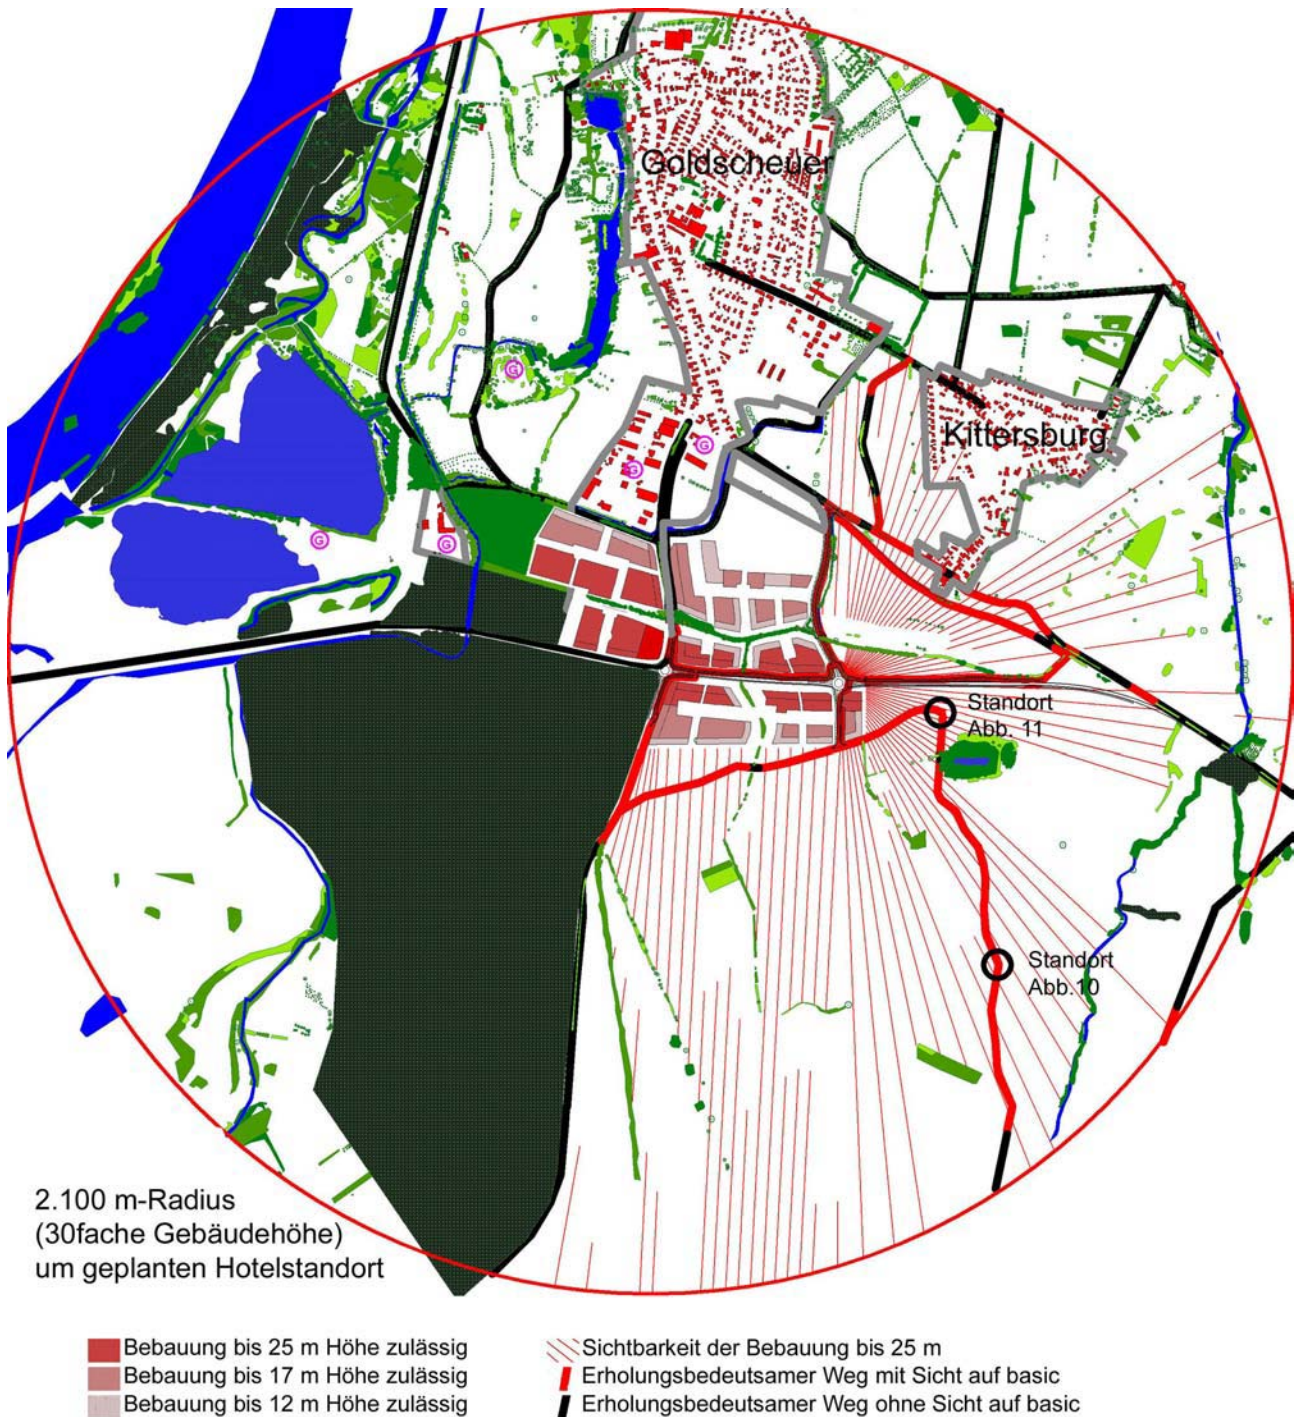 Goldscheuer
G
Kittersburg
G
G
G
G
Standort
Abb. 11
Standort
Abb.10
2.100 m-Radius
(30fache Gebäudehöhe)
um geplanten Hotelstandort
Bebauung bis 25 m Höhe zulässig
Bebauung bis 17 m Höhe zulässig
Bebauung bis 12 m Höhe zulässig
Sichtbarkeit der Bebauung bis 25 m
Erholungsbedeutsamer Weg mit Sicht auf basic
Erholungsbedeutsamer Weg ohne Sicht auf basic